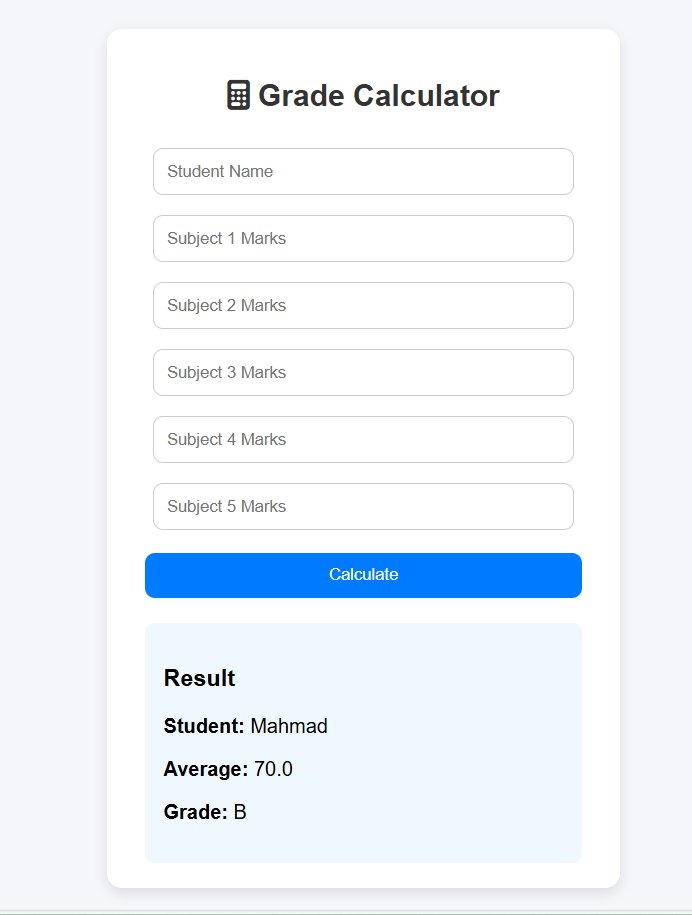 Grade Calculator
Student Name
Subject 1 Marks
Subject 2 Marks
Subject 3 Marks
Subject 4 Marks
Subject 5 Marks
Calculate
Result
Student: Mahmad
Average: 70.0
Grade: B